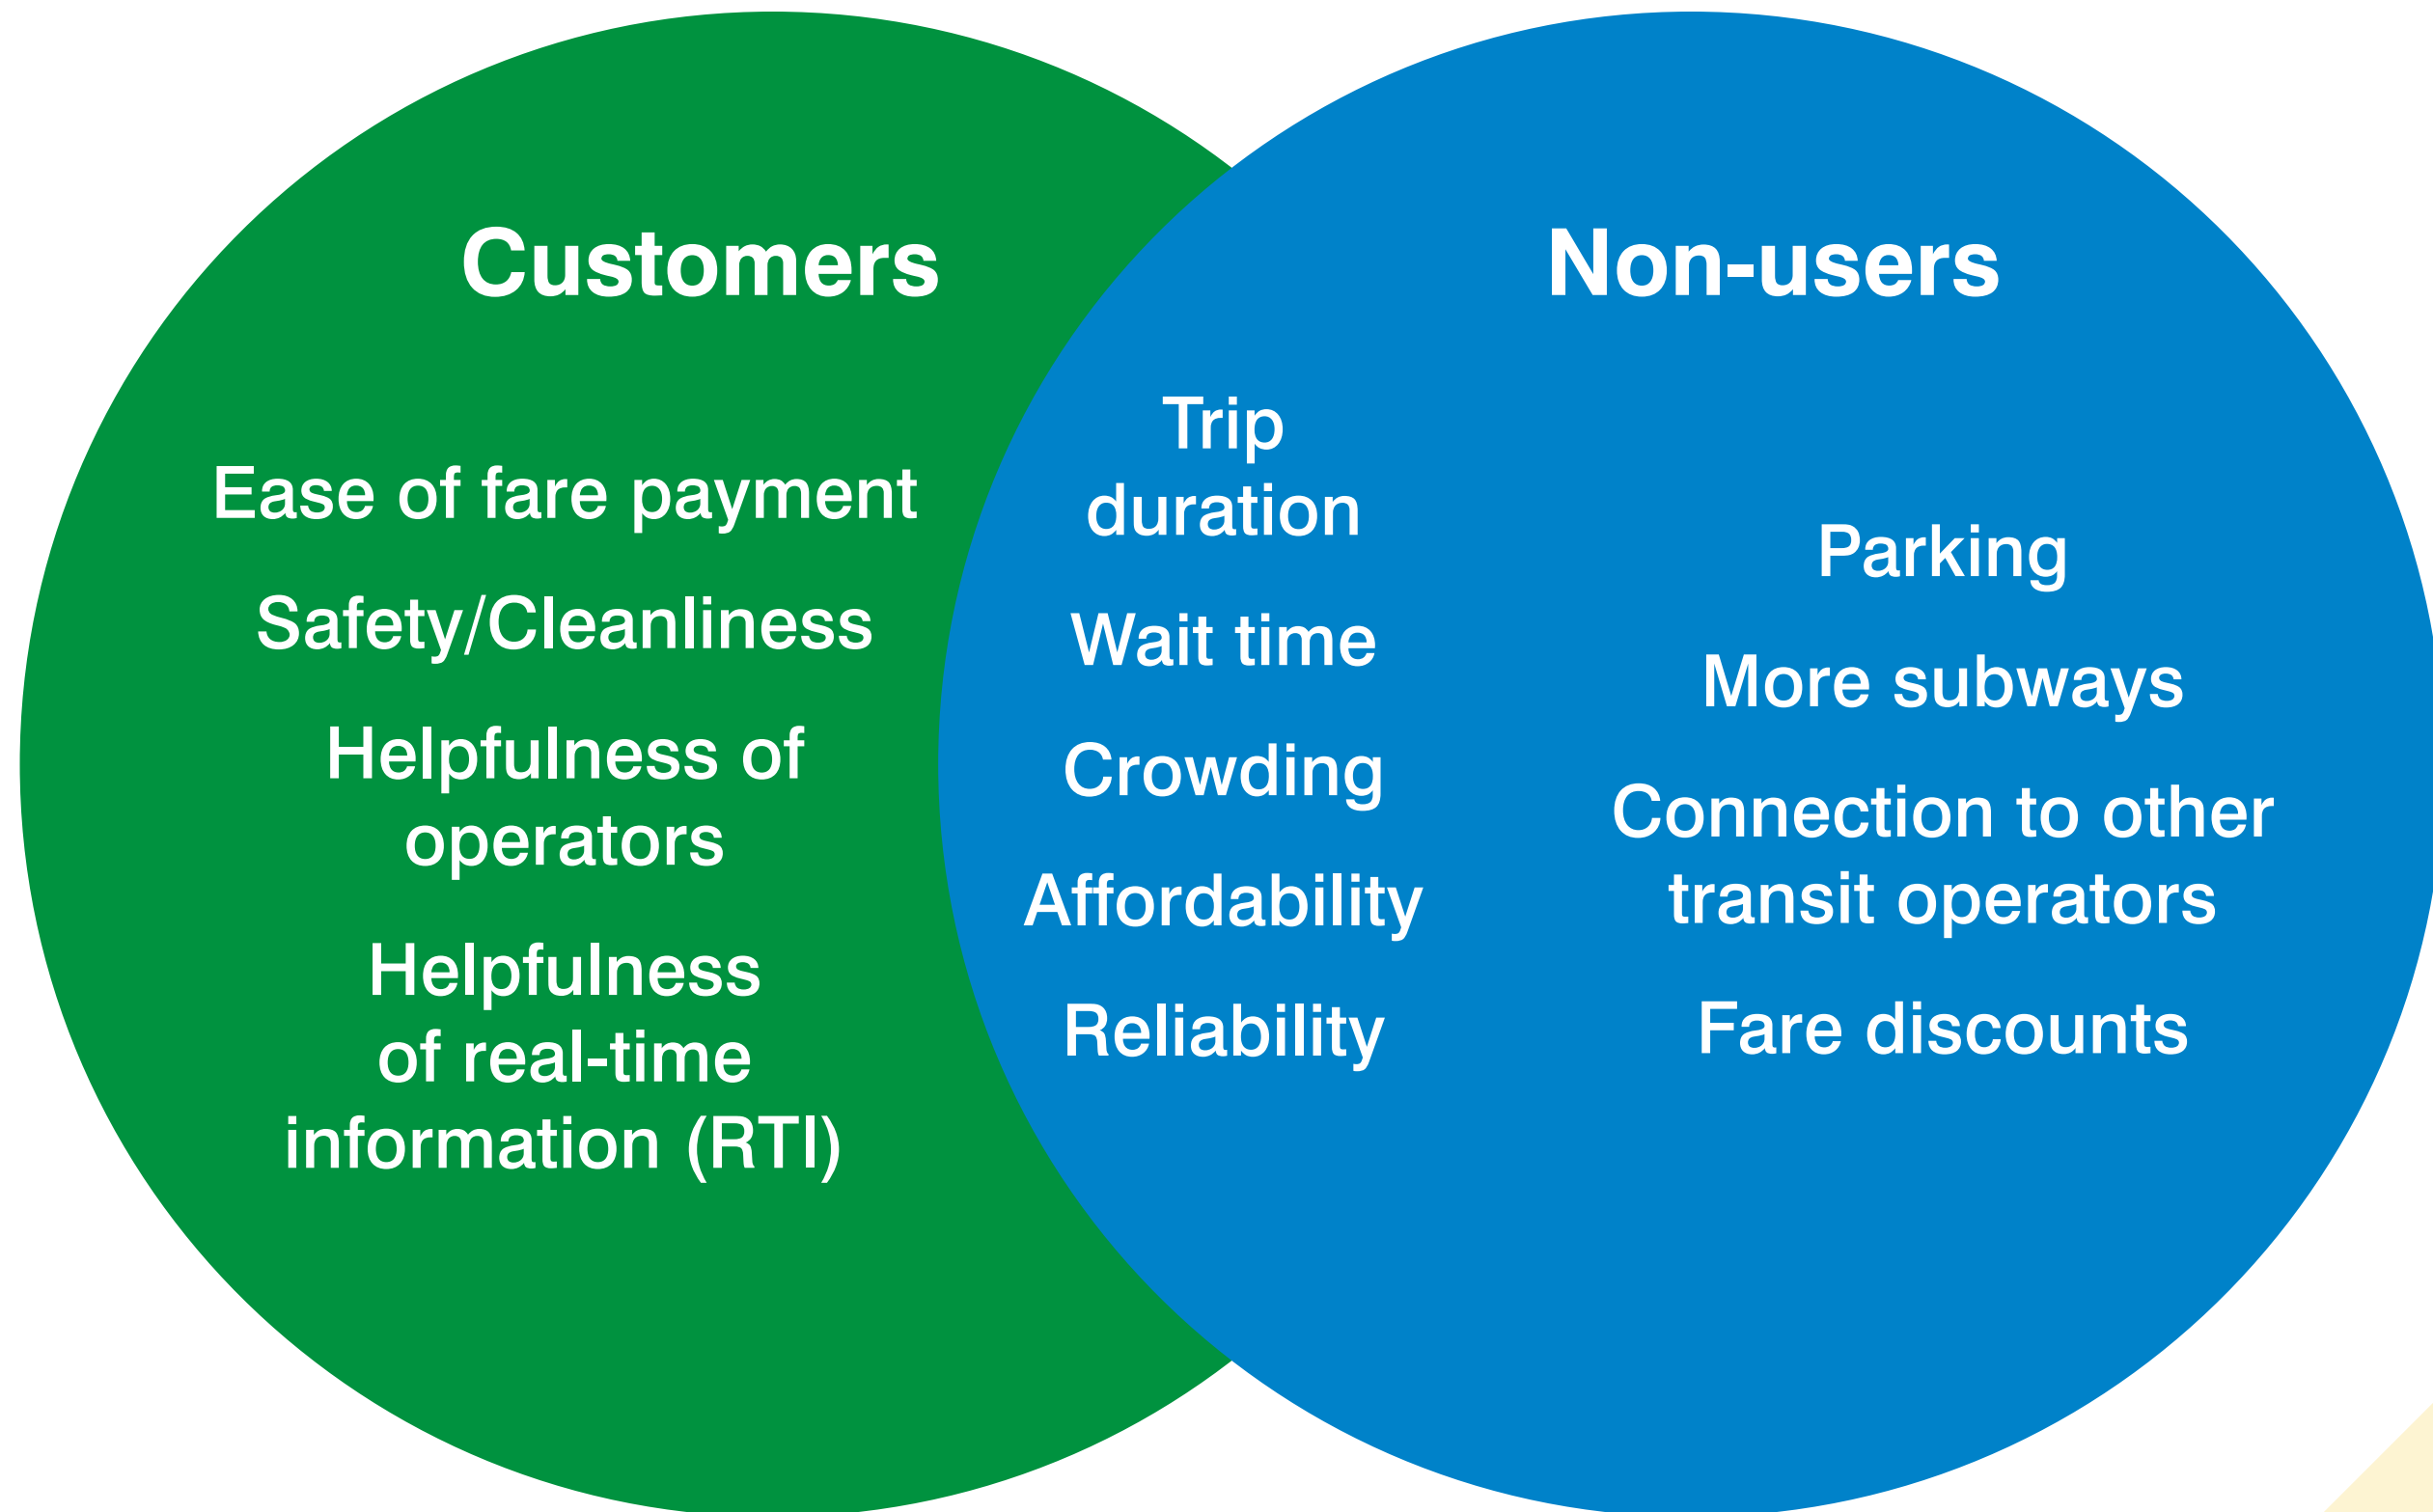 Customers
Ease of fare payment
Safety/Cleanliness
Helpfulness of
operators
Helpfulness
of real-time
information (RTI)
Trip
duration
Wait time
Crowding
Affordability
Reliability
Non-users
Parking
More subways
Connection to other
transit operators
Fare discounts